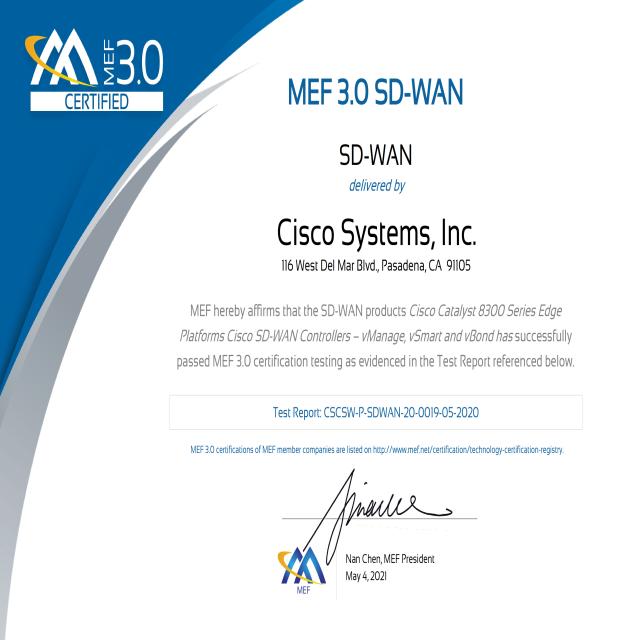 MEF 3.0
CERTIFIED
MEF 3.0 SD-WAN
SD-WAN
delivered by
Cisco Systems, Inc.
116 West Del Mar Blvd., Pasadena, CA 91105
MEF hereby affirms that the SD-WAN products Cisco Catalyst 8300 Series Edge
Platforms Cisco SD-WAN Controllers – vManage, vSmart and vBond has successfully
passed MEF 3.0 certification testing as evidenced in the Test Report referenced below.
Test Report: CSCSW-P-SDWAN-20-0019-05-2020
MEF 3.0 certifications of MEF member companies are listed on http://www.mef.net/certification/technology-certification-registry.
Nan Chen, MEF President
May 4, 2021
MEF